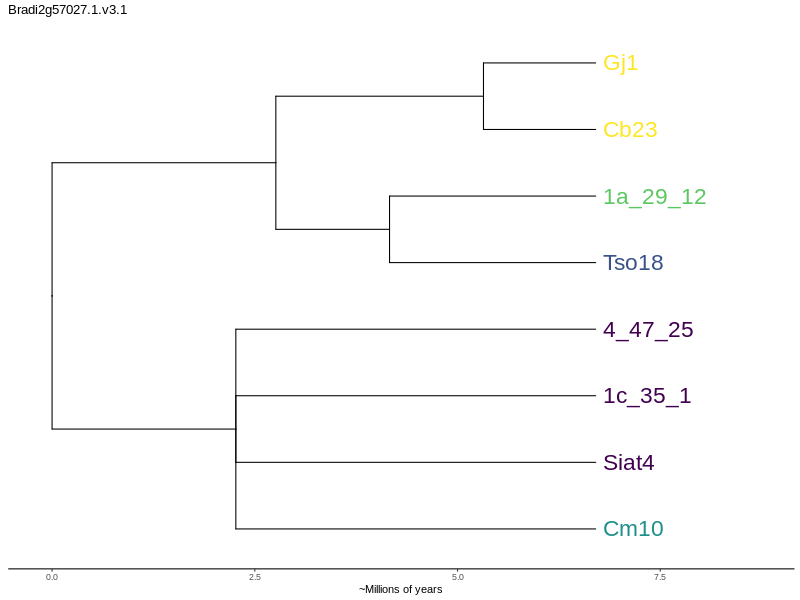 Bradi2g57027.1.v3.1
Gj1
Cb23
1a_29_12
Tso18
4_47_25
1c_35_1
Siat4
Cm10
0.0 2.5 5.0 7.5
~Millions of years